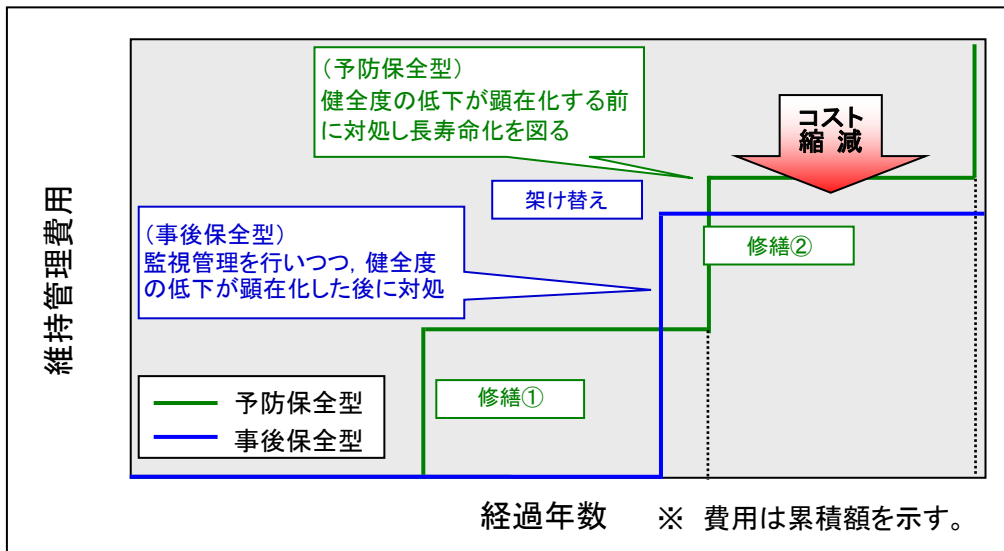 (予防保全型)
健全度の低下が顕在化する前
に対処し長寿命化を図る
コスト
縮 減
架け替え
(事後保全型)
監視管理を行いつつ，健全度
の低下が顕在化した後に対処
修繕②
維持管理費用
修繕①
予防保全型
事後保全型
経過年数 ※ 費用は累積額を示す。